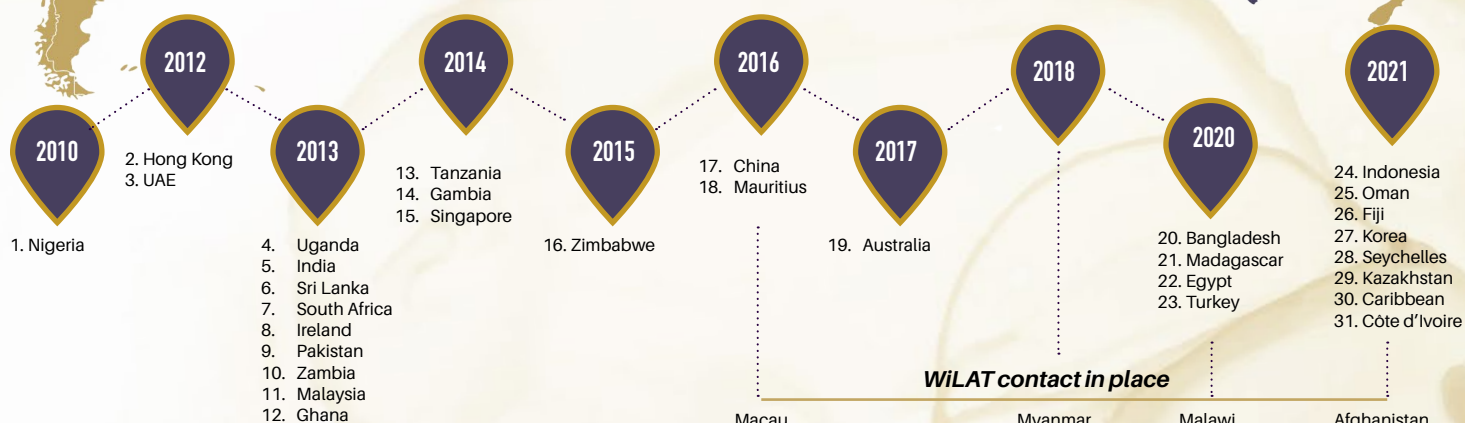 2010
1. Nigeria
2012
2. Hong Kong
3. UAE
2013
4. Uganda
5. India
6. Sri Lanka
7. South Africa
8. Ireland
9. Pakistan
10. Zambia
11. Malaysia
12. Ghana
2014
13. Tanzania
14. Gambia
15. Singapore
2015
16. Zimbabwe
2016
17. China
18. Mauritius
2017
19. Australia
2018
2020
20. Bangladesh
21. Madagascar
22. Egypt
23. Turkey
2021
24. Indonesia
25. Oman
26. Fiji
27. Korea
28. Seychelles
29. Kazakhstan
30. Caribbean
31. Côte d’Ivoire
WiLAT contact in place
Macau
Myanmar
Malawi
Afghanistan